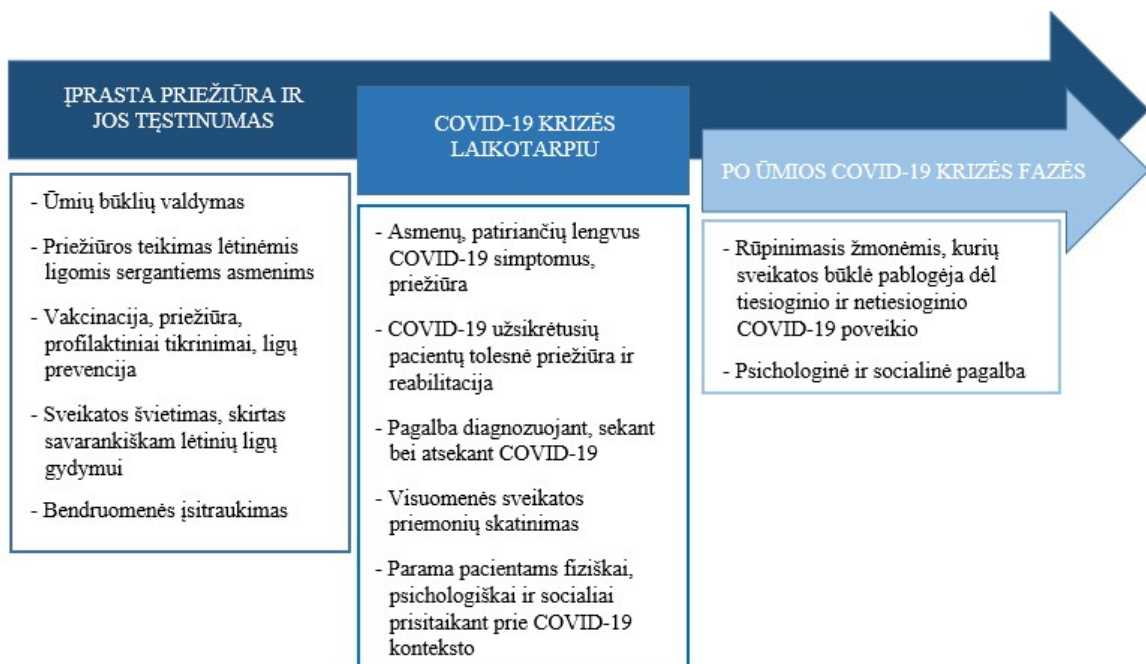 ĮPRASTA PRIEŽIŪRA IR
JOS TĘSTINUMAS
- Ūmių būklių valdymas
- Priežiūros teikimas lėtinėmis
ligomis sergantiems asmenims
- Vakcinacija, priežiūra,
profilaktiniai tikrinimai, ligų
prevencija
- Sveikatos švietimas, skirtas
savarankiškam lėtinių ligų
gydymui
- Bendruomenės įsitraukimas
COVID-19 KRIZĖS
LAIKOTARPIU
- Asmenų, patiriančių lengvus
COVID-19 simptomus,
priežiūra
- COVID-19 užsikrėtusių
pacientų tolesnė priežiūra ir
reabilitacija
- Pagalba diagnozuojant, sekant
bei atsekant COVID-19
- Visuomenės sveikatos
priemonių skatinimas
- Parama pacientams fiziškai,
psichologiškai ir socialiai
prisitaikant prie COVID-19
konteksto
PO ŪMIOS COVID-19 KRIZĖS FAZĖS
- Rūpinimasis žmonėmis, kurių
sveikatos būklė pablogėja dėl
tiesioginio ir netiesioginio
COVID-19 poveikio
- Psichologinė ir socialinė pagalba